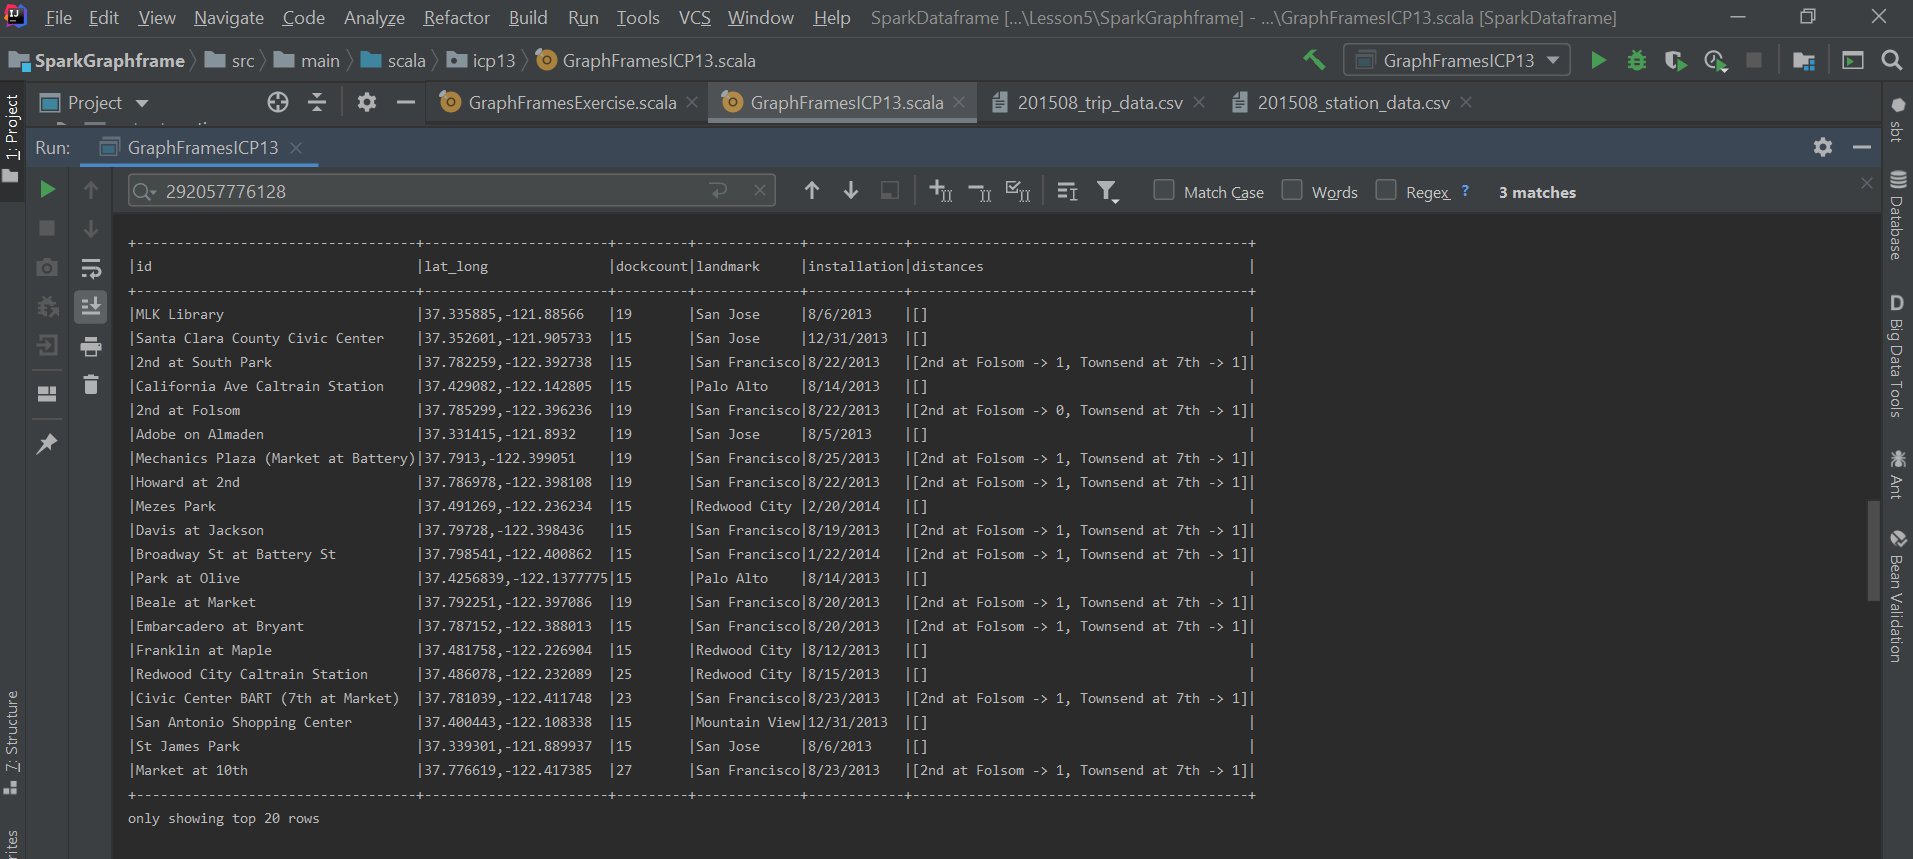 File Edit View Navigate Code Analyze Refactor Build Run Tools VCS Window Help SparkDataframe [...\Lesson5\SparkGraphframe] - ...\GraphFramesICP13.scala [SparkDataframe]
SparkGraphframe src main scala icp13 GraphFramesICP13.scala GraphFramesICP13
1: Project
Project GraphFramesExercise.scala GraphFramesICP13.scala 201508_trip_data.csv 201508_station_data.csv
sbt
Run: GraphFramesICP13
292057776128 Match Case Words Regex ? 3 matches
+------------------------------------+-----------------------+---------+-------------+------------+------------------------------------------+
|id |lat_long |dockcount|landmark |installation|distances |
+------------------------------------+-----------------------+---------+-------------+------------+------------------------------------------+
|MLK Library |37.335885,-121.88566 |19 |San Jose |8/6/2013 |[] |
|Santa Clara County Civic Center |37.352601,-121.905733 |15 |San Jose |12/31/2013 |[] |
|2nd at South Park |37.782259,-122.392738 |15 |San Francisco|8/22/2013 |[2nd at Folsom -> 1, Townsend at 7th -> 1]|
|California Ave Caltrain Station |37.429082,-122.142805 |15 |Palo Alto |8/14/2013 |[] |
|2nd at Folsom |37.785299,-122.396236 |19 |San Francisco|8/22/2013 |[2nd at Folsom -> 0, Townsend at 7th -> 1]|
|Adobe on Almaden |37.331415,-121.8932 |19 |San Jose |8/5/2013 |[] |
|Mechanics Plaza (Market at Battery)|37.7913,-122.399051 |19 |San Francisco|8/25/2013 |[2nd at Folsom -> 1, Townsend at 7th -> 1]|
|Howard at 2nd |37.786978,-122.398108 |19 |San Francisco|8/22/2013 |[2nd at Folsom -> 1, Townsend at 7th -> 1]|
|Mezes Park |37.491269,-122.236234 |15 |Redwood City |2/20/2014 |[] |
|Davis at Jackson |37.79728,-122.398436 |15 |San Francisco|8/19/2013 |[2nd at Folsom -> 1, Townsend at 7th -> 1]|
|Broadway St at Battery St |37.798541,-122.400862 |15 |San Francisco|1/22/2014 |[2nd at Folsom -> 1, Townsend at 7th -> 1]|
|Park at Olive |37.4256839,-122.1377775|15 |Palo Alto |8/14/2013 |[] |
|Beale at Market |37.792251,-122.397086 |19 |San Francisco|8/20/2013 |[2nd at Folsom -> 1, Townsend at 7th -> 1]|
|Embarcadero at Bryant |37.787152,-122.388013 |15 |San Francisco|8/20/2013 |[2nd at Folsom -> 1, Townsend at 7th -> 1]|
|Franklin at Maple |37.481758,-122.226904 |15 |Redwood City |8/12/2013 |[] |
|Redwood City Caltrain Station |37.486078,-122.232089 |25 |Redwood City |8/15/2013 |[] |
|Civic Center BART (7th at Market) |37.781039,-122.411748 |23 |San Francisco|8/23/2013 |[2nd at Folsom -> 1, Townsend at 7th -> 1]|
|San Antonio Shopping Center |37.400443,-122.108338 |15 |Mountain View|12/31/2013 |[] |
|St James Park |37.339301,-121.889937 |15 |San Jose |8/6/2013 |[] |
|Market at 10th |37.776619,-122.417385 |27 |San Francisco|8/23/2013 |[2nd at Folsom -> 1, Townsend at 7th -> 1]|
+------------------------------------+-----------------------+---------+-------------+------------+------------------------------------------+
only showing top 20 rows
7: Structure
Database
D Big Data Tools
Ant
Bean Validation